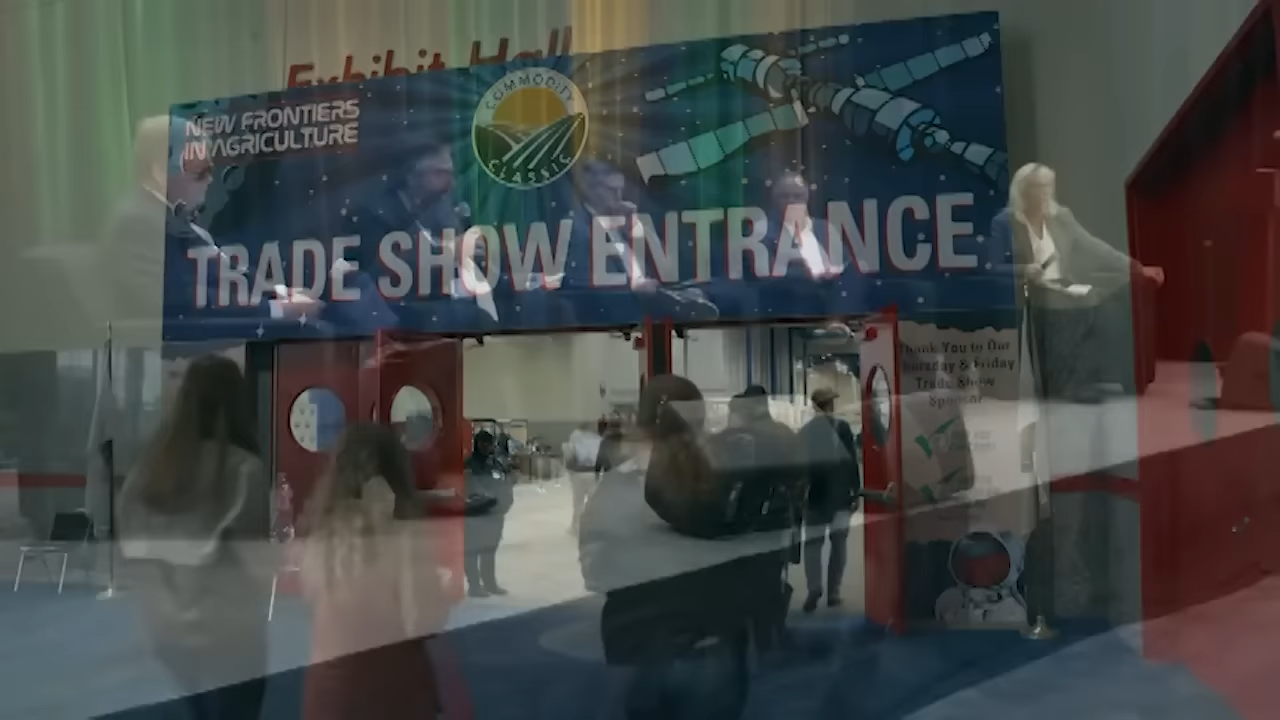 Exhibit Hall
NEW FRONTIERS
IN AGRICULTURE
COMMODITY
CLASSIC
TRADE SHOW ENTRANCE
Thank You to Our
Thursday & Friday
Trade Show
Sponsor